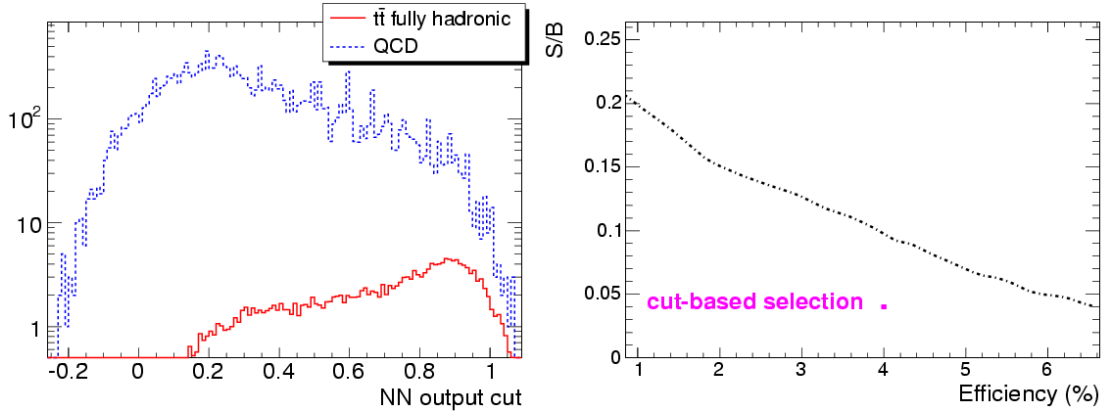 tt̄ fully hadronic
QCD
10²
10
1
-0.2 0 0.2 0.4 0.6 0.8 1
NN output cut
S/B
0.25
0.2
0.15
0.1
0.05
0
cut-based selection
1 2 3 4 5 6
Efficiency (%)